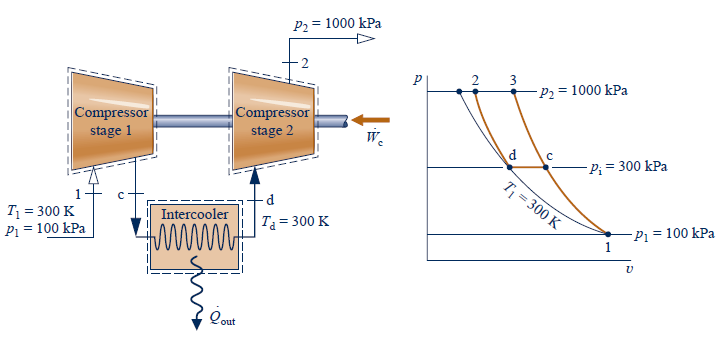 p₂ = 1000 kPa
2
Compressor
stage 1
Compressor
stage 2
Ẇc
1
c
d
T₁ = 300 K
p₁ = 100 kPa
Intercooler
Td = 300 K
Q̇out
p
2
3
p₂ = 1000 kPa
d
c
pᵢ = 300 kPa
T₁ = 300 K
1
p₁ = 100 kPa
v